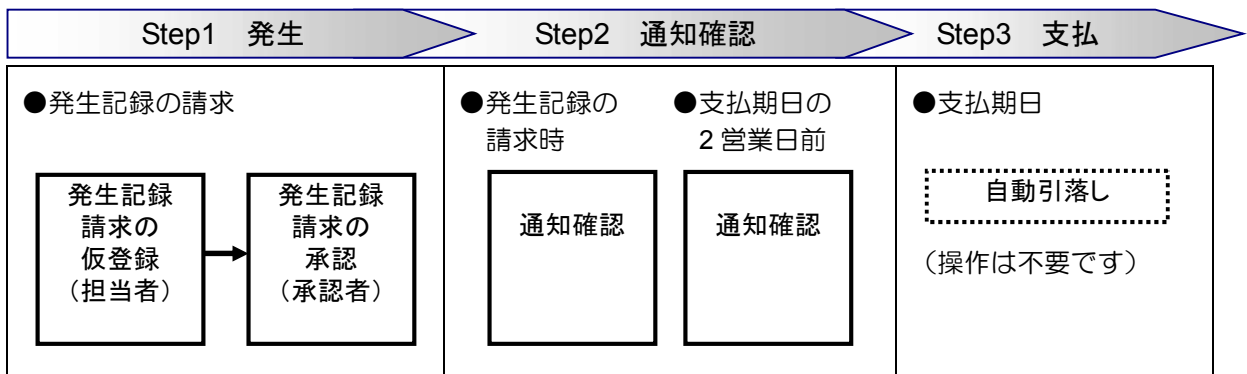 Step1　発生
Step2　通知確認
Step3　支払
●発生記録の請求
発生記録
請求の
仮登録
（担当者）
発生記録
請求の
承認
（承認者）
●発生記録の
請求時
通知確認
●支払期日の
2 営業日前
通知確認
●支払期日
自動引落し
（操作は不要です）